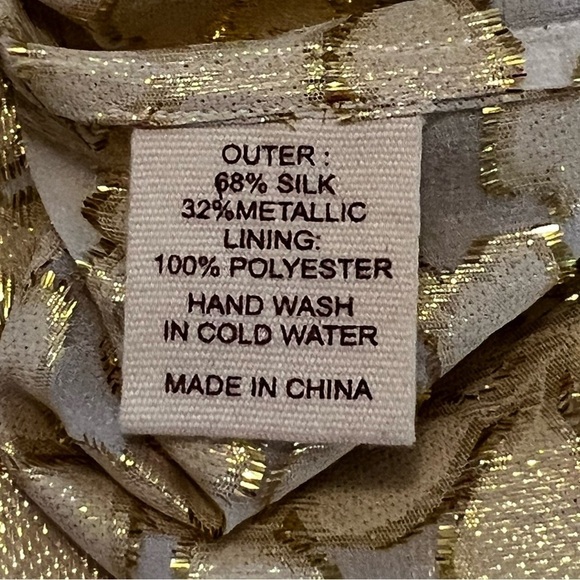 OUTER :
68% SILK
32%METALLIC
LINING:
100% POLYESTER
HAND WASH
IN COLD WATER
MADE IN CHINA